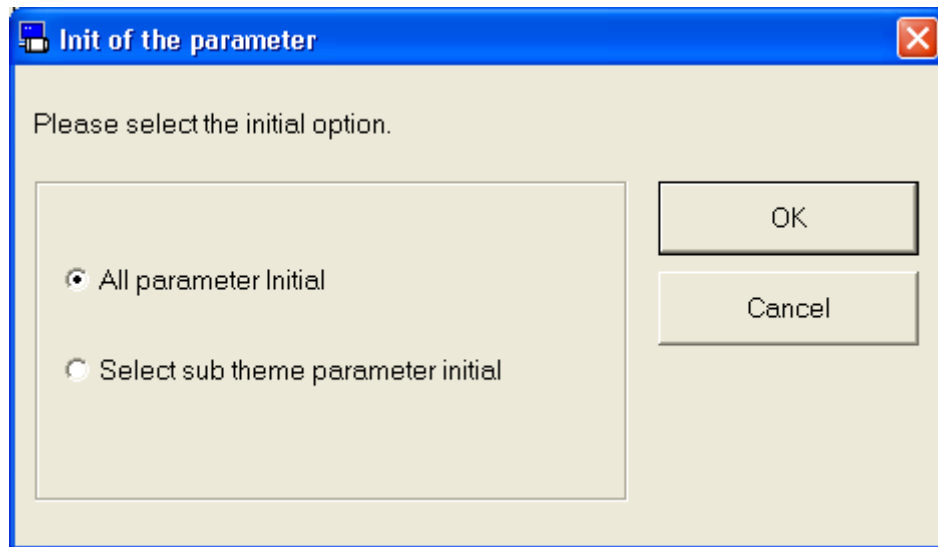 Init of the parameter
Please select the initial option.
All parameter Initial
Select sub theme parameter initial
OK
Cancel